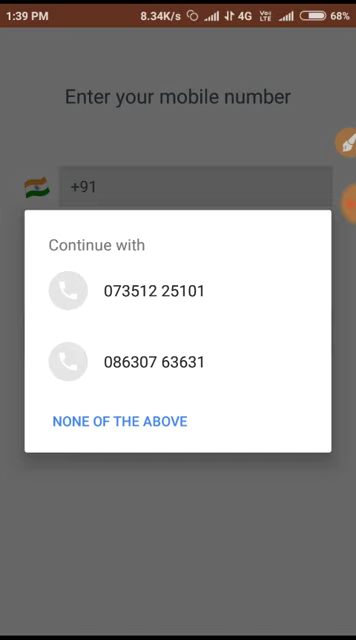 1:39 PM 8.34K/s 4G VoLTE 68%
Enter your mobile number
+91
Continue with
073512 25101
086307 63631
NONE OF THE ABOVE